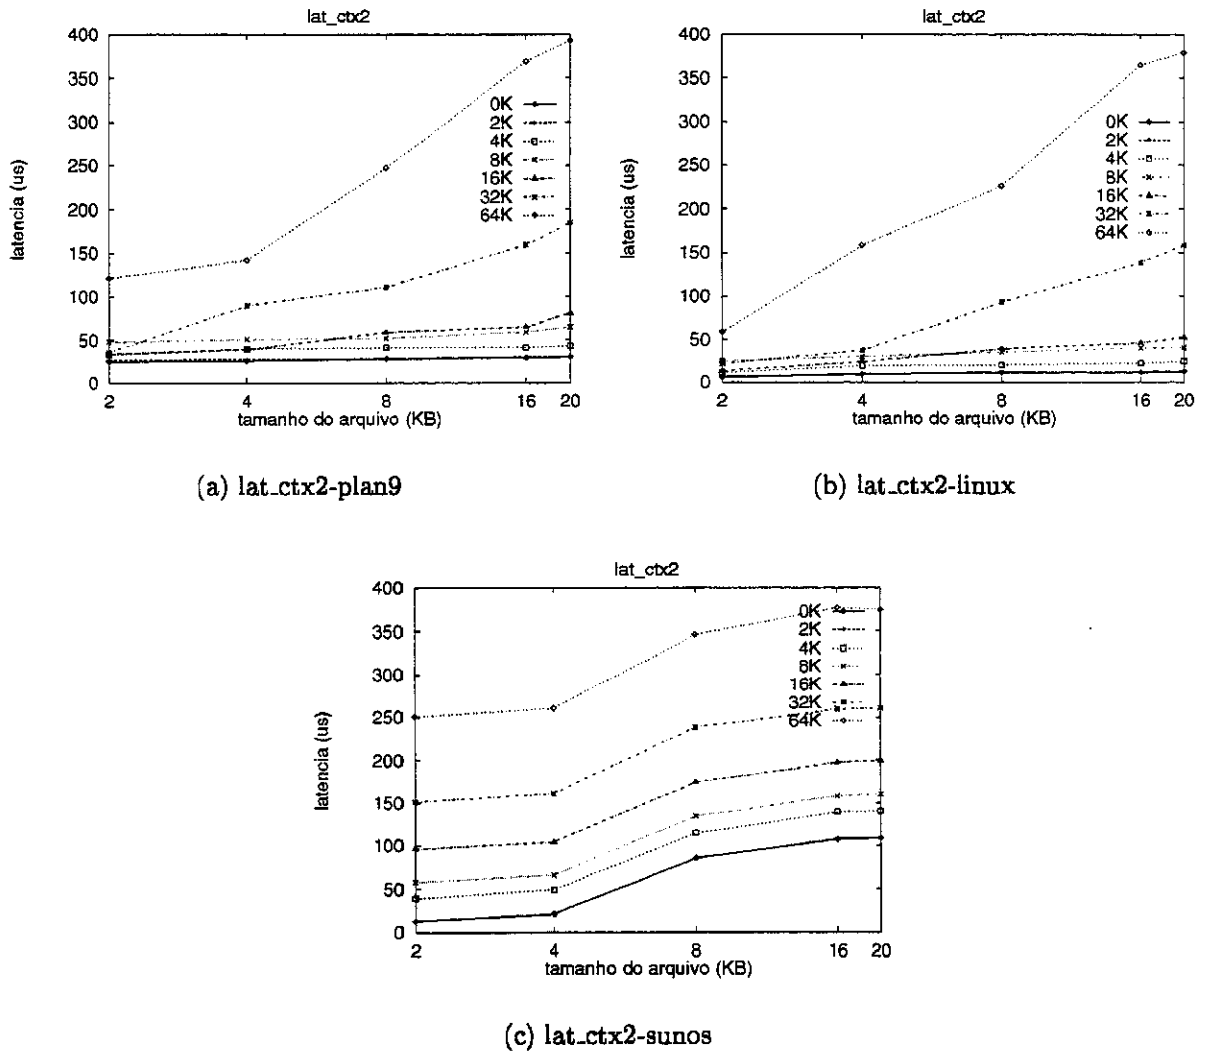 lat_ctx2
400
350
300
250
200
150
100
50
0
latencia (us)
0K
2K
4K
8K
16K
32K
64K
2
4
8
16
20
tamanho do arquivo (KB)
(a) lat_ctx2-plan9
lat_ctx2
400
350
300
250
200
150
100
50
0
latencia (us)
0K
2K
4K
8K
16K
32K
64K
2
4
8
16
20
tamanho do arquivo (KB)
(b) lat_ctx2-linux
lat_ctx2
400
350
300
250
200
150
100
50
0
latencia (us)
0K
2K
4K
8K
16K
32K
64K
2
4
8
16
20
tamanho do arquivo (KB)
(c) lat_ctx2-sunos